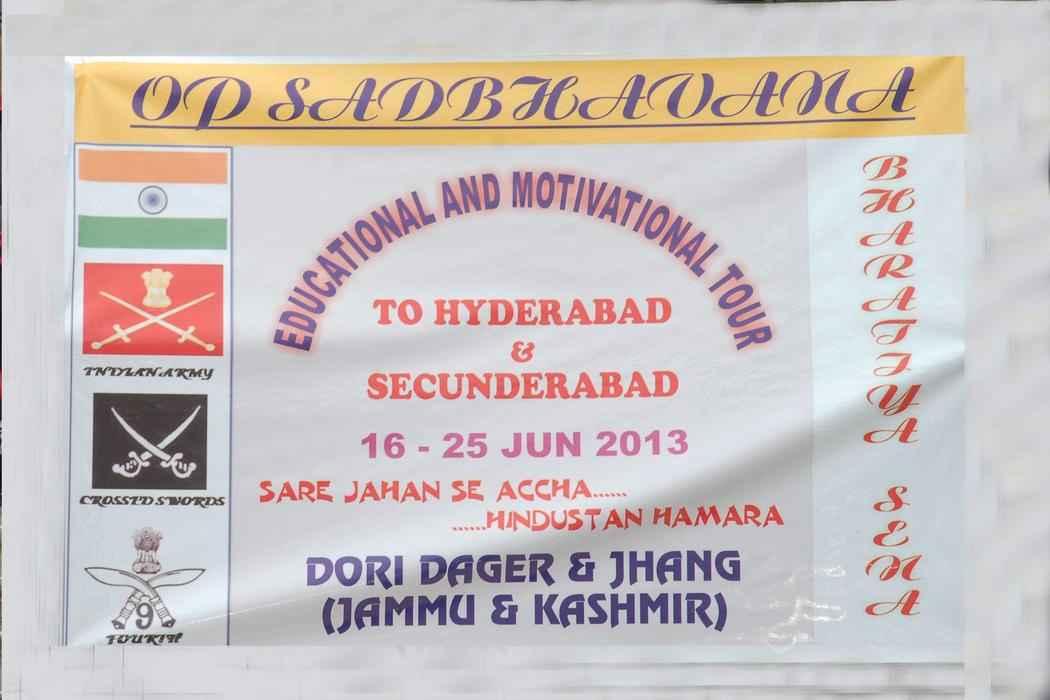 OP SADBHAVANA
EDUCATIONAL AND MOTIVATIONAL TOUR
TO HYDERABAD
&
SECUNDERABAD
16 - 25 JUN 2013
SARE JAHAN SE ACCHA......
......HINDUSTAN HAMARA
DORI DAGER & JHANG
(JAMMU & KASHMIR)
INDIAN ARMY
CROSSED SWORDS
9
FOURTH
BHARATIYA SENA